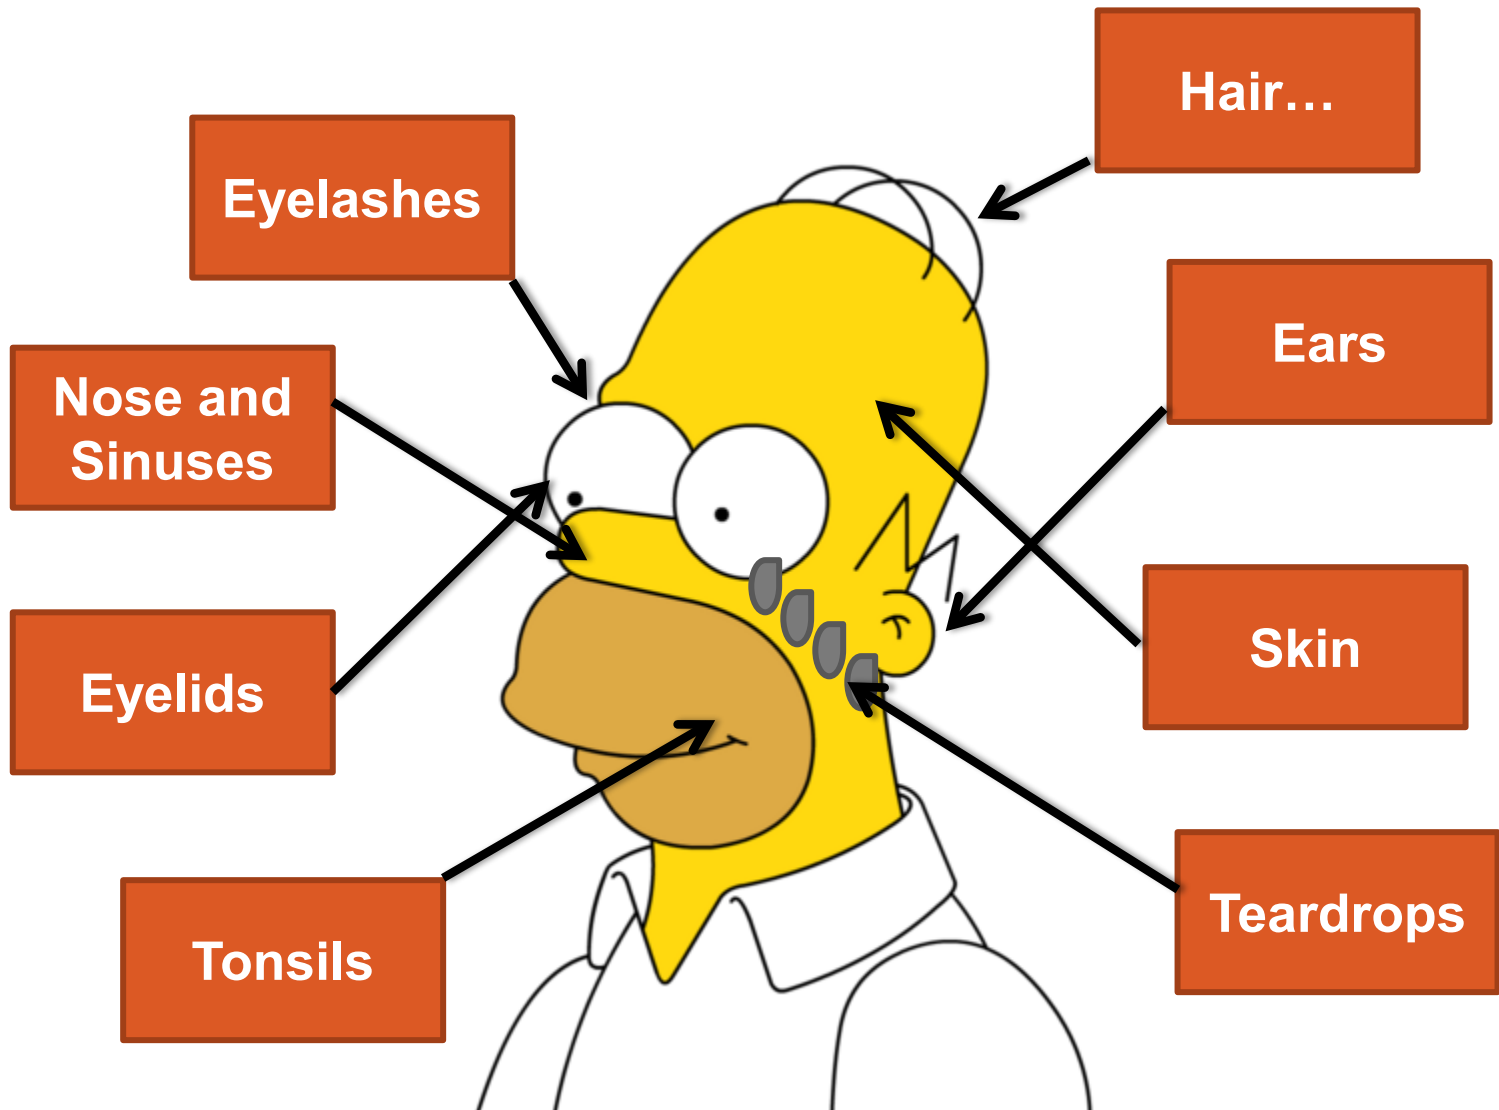 Hair…
Eyelashes
Ears
Nose and
Sinuses
Skin
Eyelids
Teardrops
Tonsils